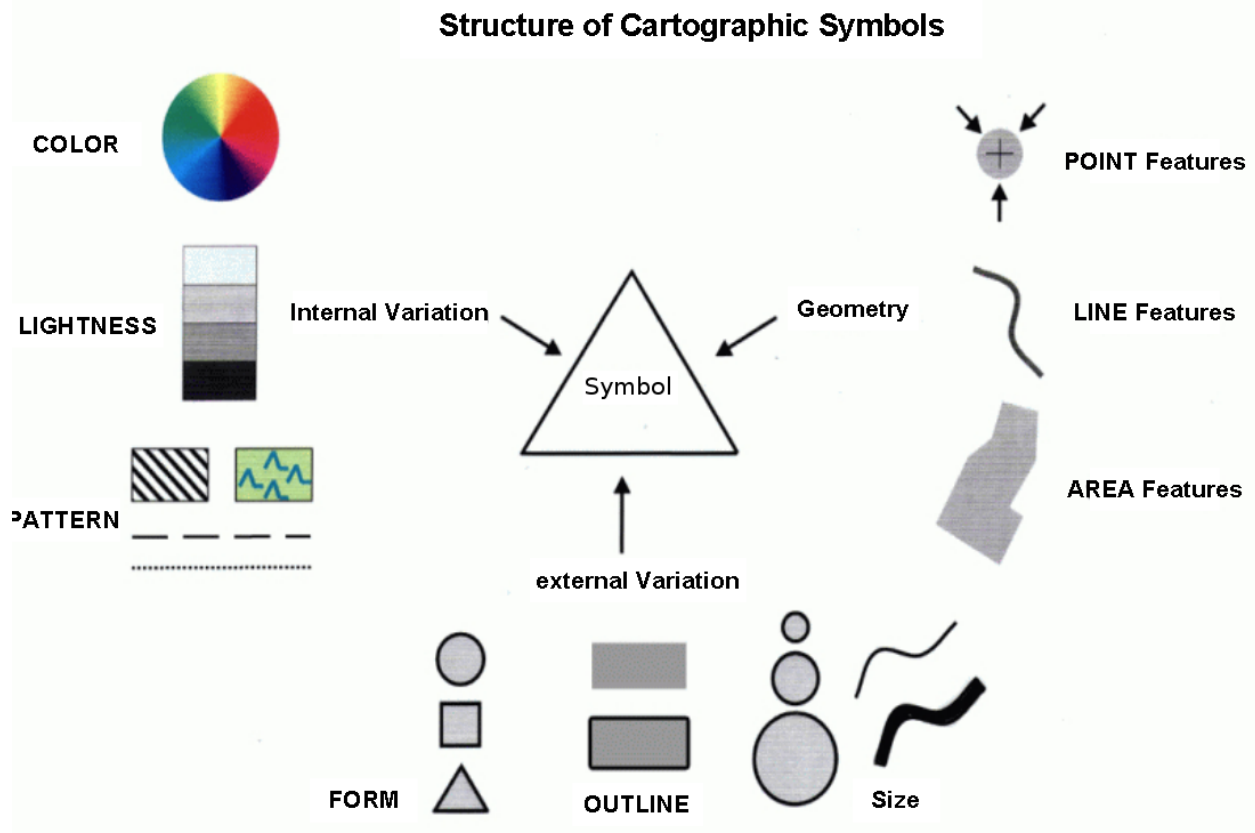 Structure of Cartographic Symbols
COLOR
POINT Features
LIGHTNESS
Internal Variation
Geometry
LINE Features
Symbol
PATTERN
AREA Features
external Variation
FORM
OUTLINE
Size